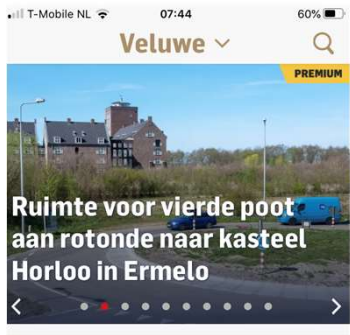 T-Mobile NL 07:44 60%
Veluwe
PREMIUM
Ruimte voor vierde poot
aan rotonde naar kasteel
Horloo in Ermelo